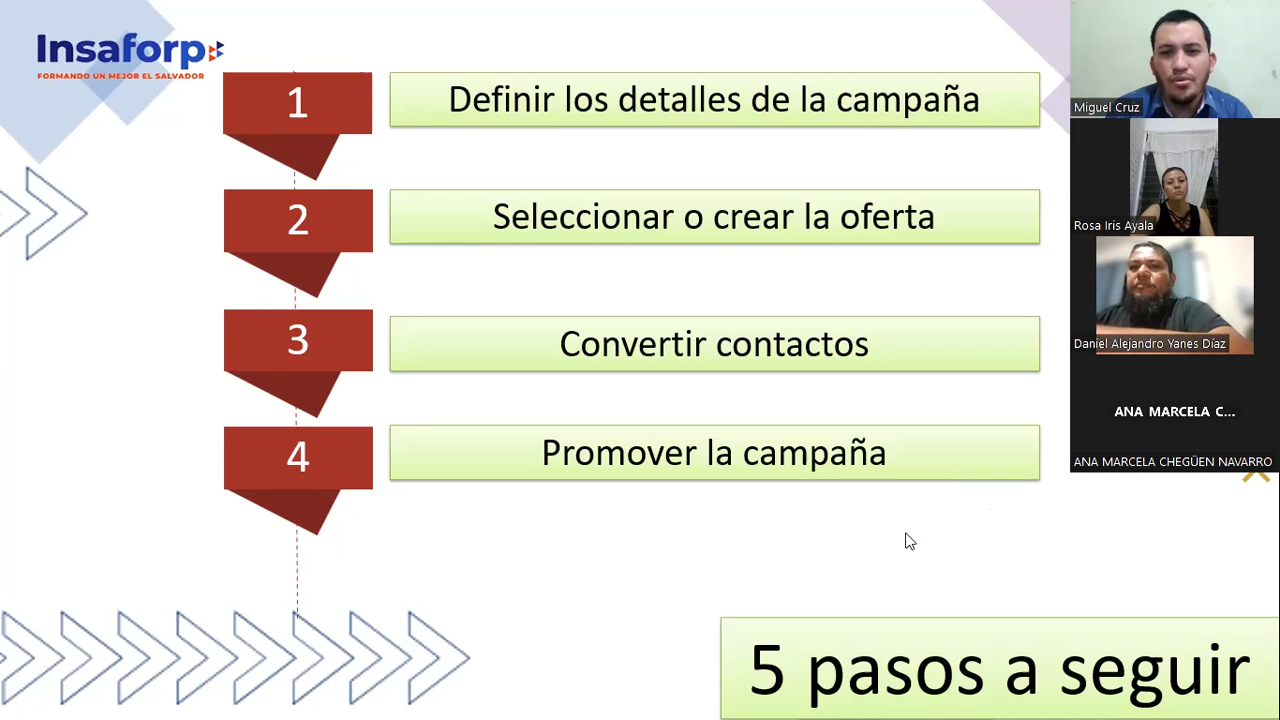 Insaforp
FORMANDO UN MEJOR EL SALVADOR
1
Definir los detalles de la campaña
2
Seleccionar o crear la oferta
3
Convertir contactos
4
Promover la campaña
5 pasos a seguir
Miguel Cruz
Rosa Iris Ayala
Daniel Alejandro Yanes Díaz
ANA MARCELA C...
ANA MARCELA CHEGÜEN NAVARRO